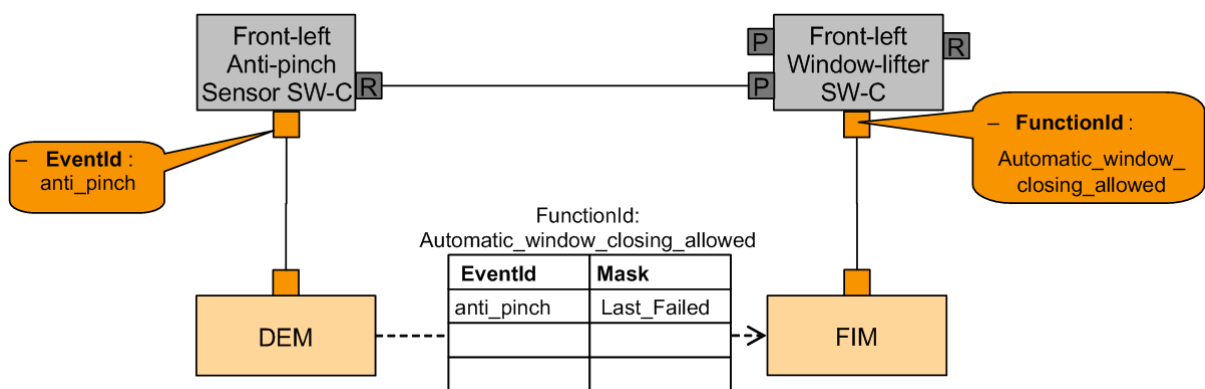 Front-left
Anti-pinch
Sensor SW-C
R
P
P
Front-left
Window-lifter
SW-C
R
– EventId :
anti_pinch
– FunctionId :
Automatic_window_
closing_allowed
FunctionId:
Automatic_window_closing_allowed
EventId Mask
anti_pinch Last_Failed
DEM
FIM